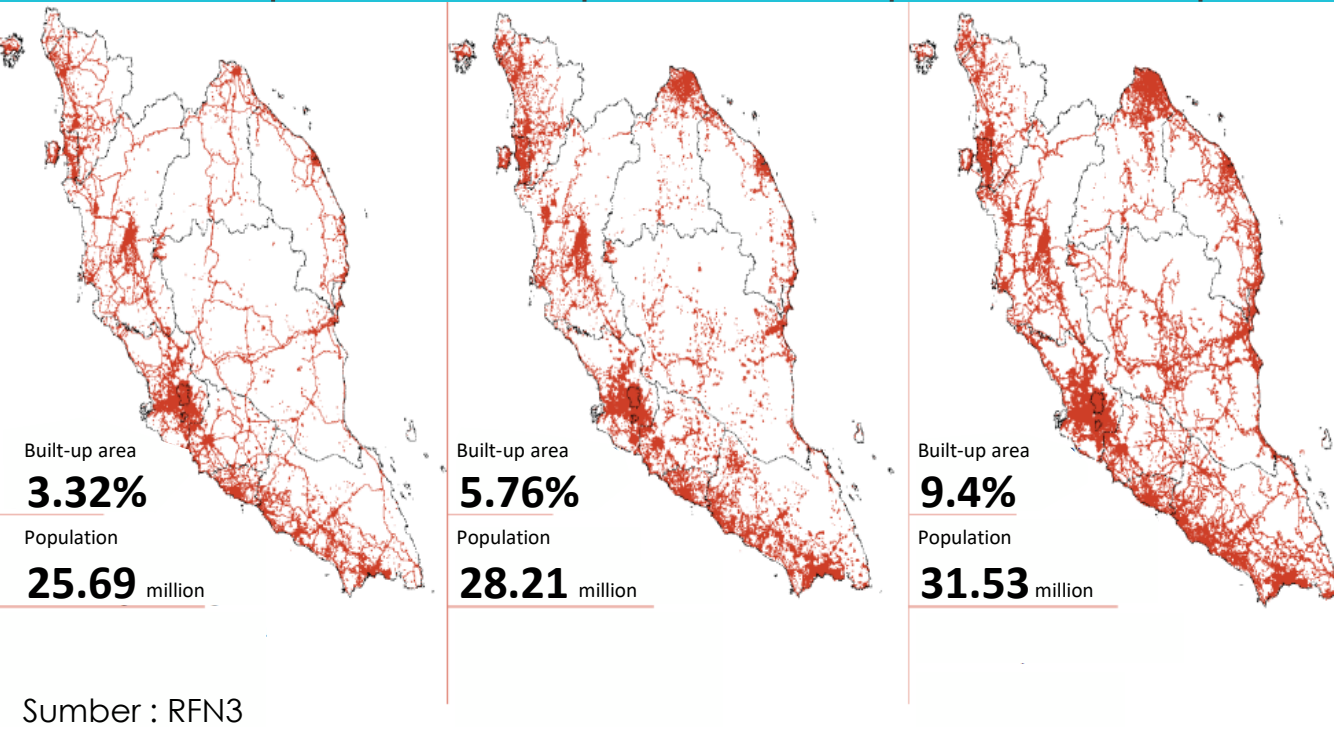 Built-up area
3.32%
Population
25.69 million
Built-up area
5.76%
Population
28.21 million
Built-up area
9.4%
Population
31.53 million
Sumber : RFN3